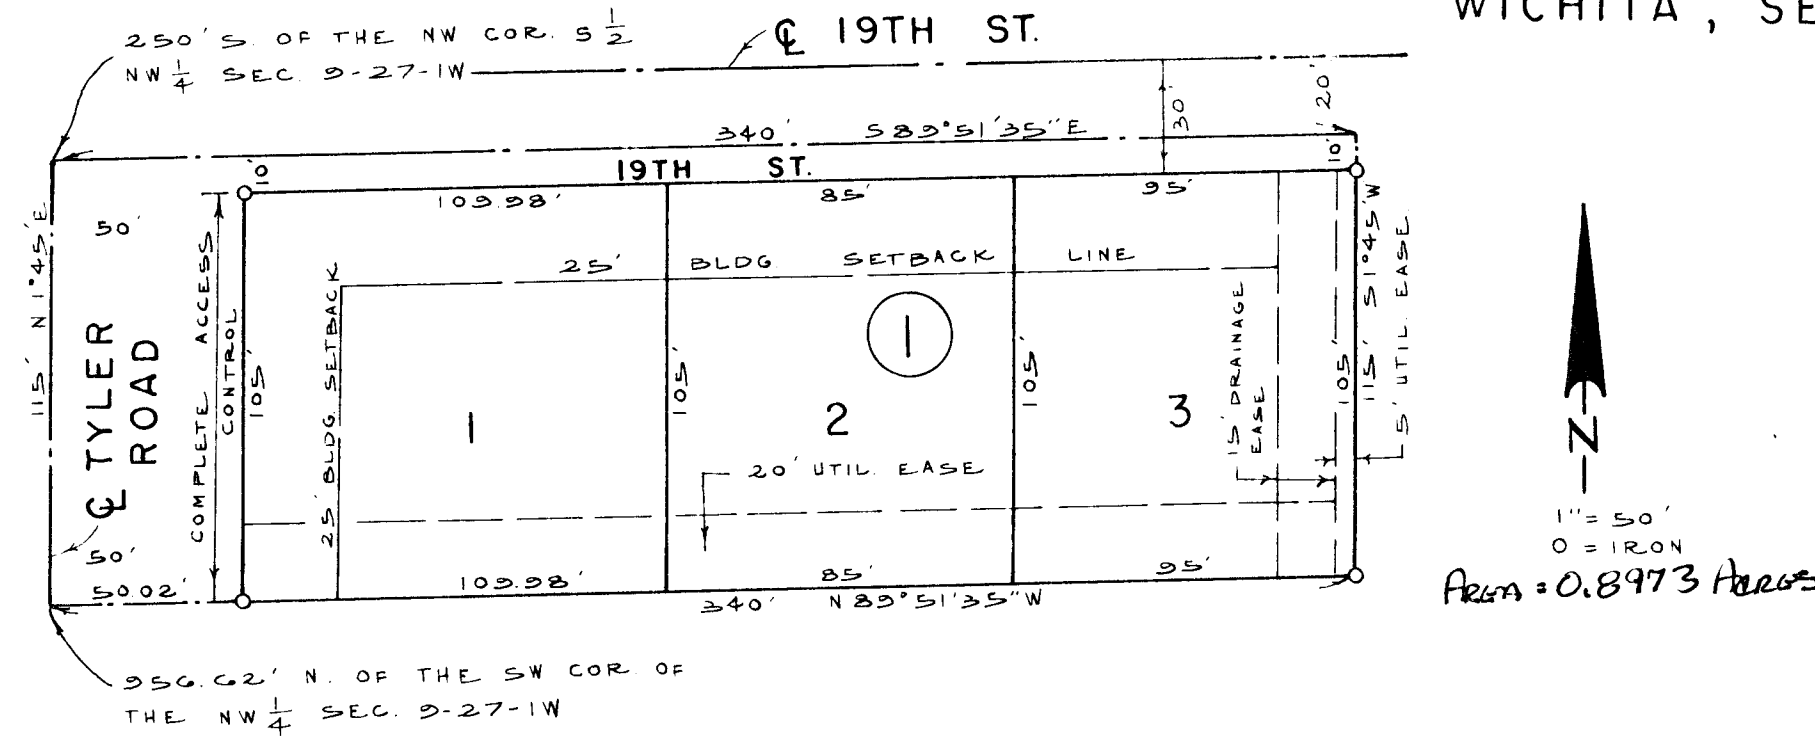 WICHITA, SE
250' S. OF THE NW COR. S 1/2
NW 1/4 SEC. 9-27-1W
℄ 19TH ST.
20'
30'
340' S 89°51'35" E
10'
10'
19TH ST.
109.98'
85'
95'
115' N 1°45' E
50'
℄ TYLER
ROAD
COMPLETE ACCESS
CONTROL
105'
25' BLDG. SETBACK
25' BLDG SETBACK LINE
1
1
105'
2
105'
3
20' UTIL. EASE
15' DRAINAGE
EASE
105'
115' S 1°45' W
5' UTIL. EASE
N
1" = 50'
O = IRON
AREA = 0.8973 ACRES
50'
50.02'
109.98'
85'
95'
340' N 89°51'35" W
956.62' N. OF THE SW COR. OF
THE NW 1/4 SEC. 9-27-1W